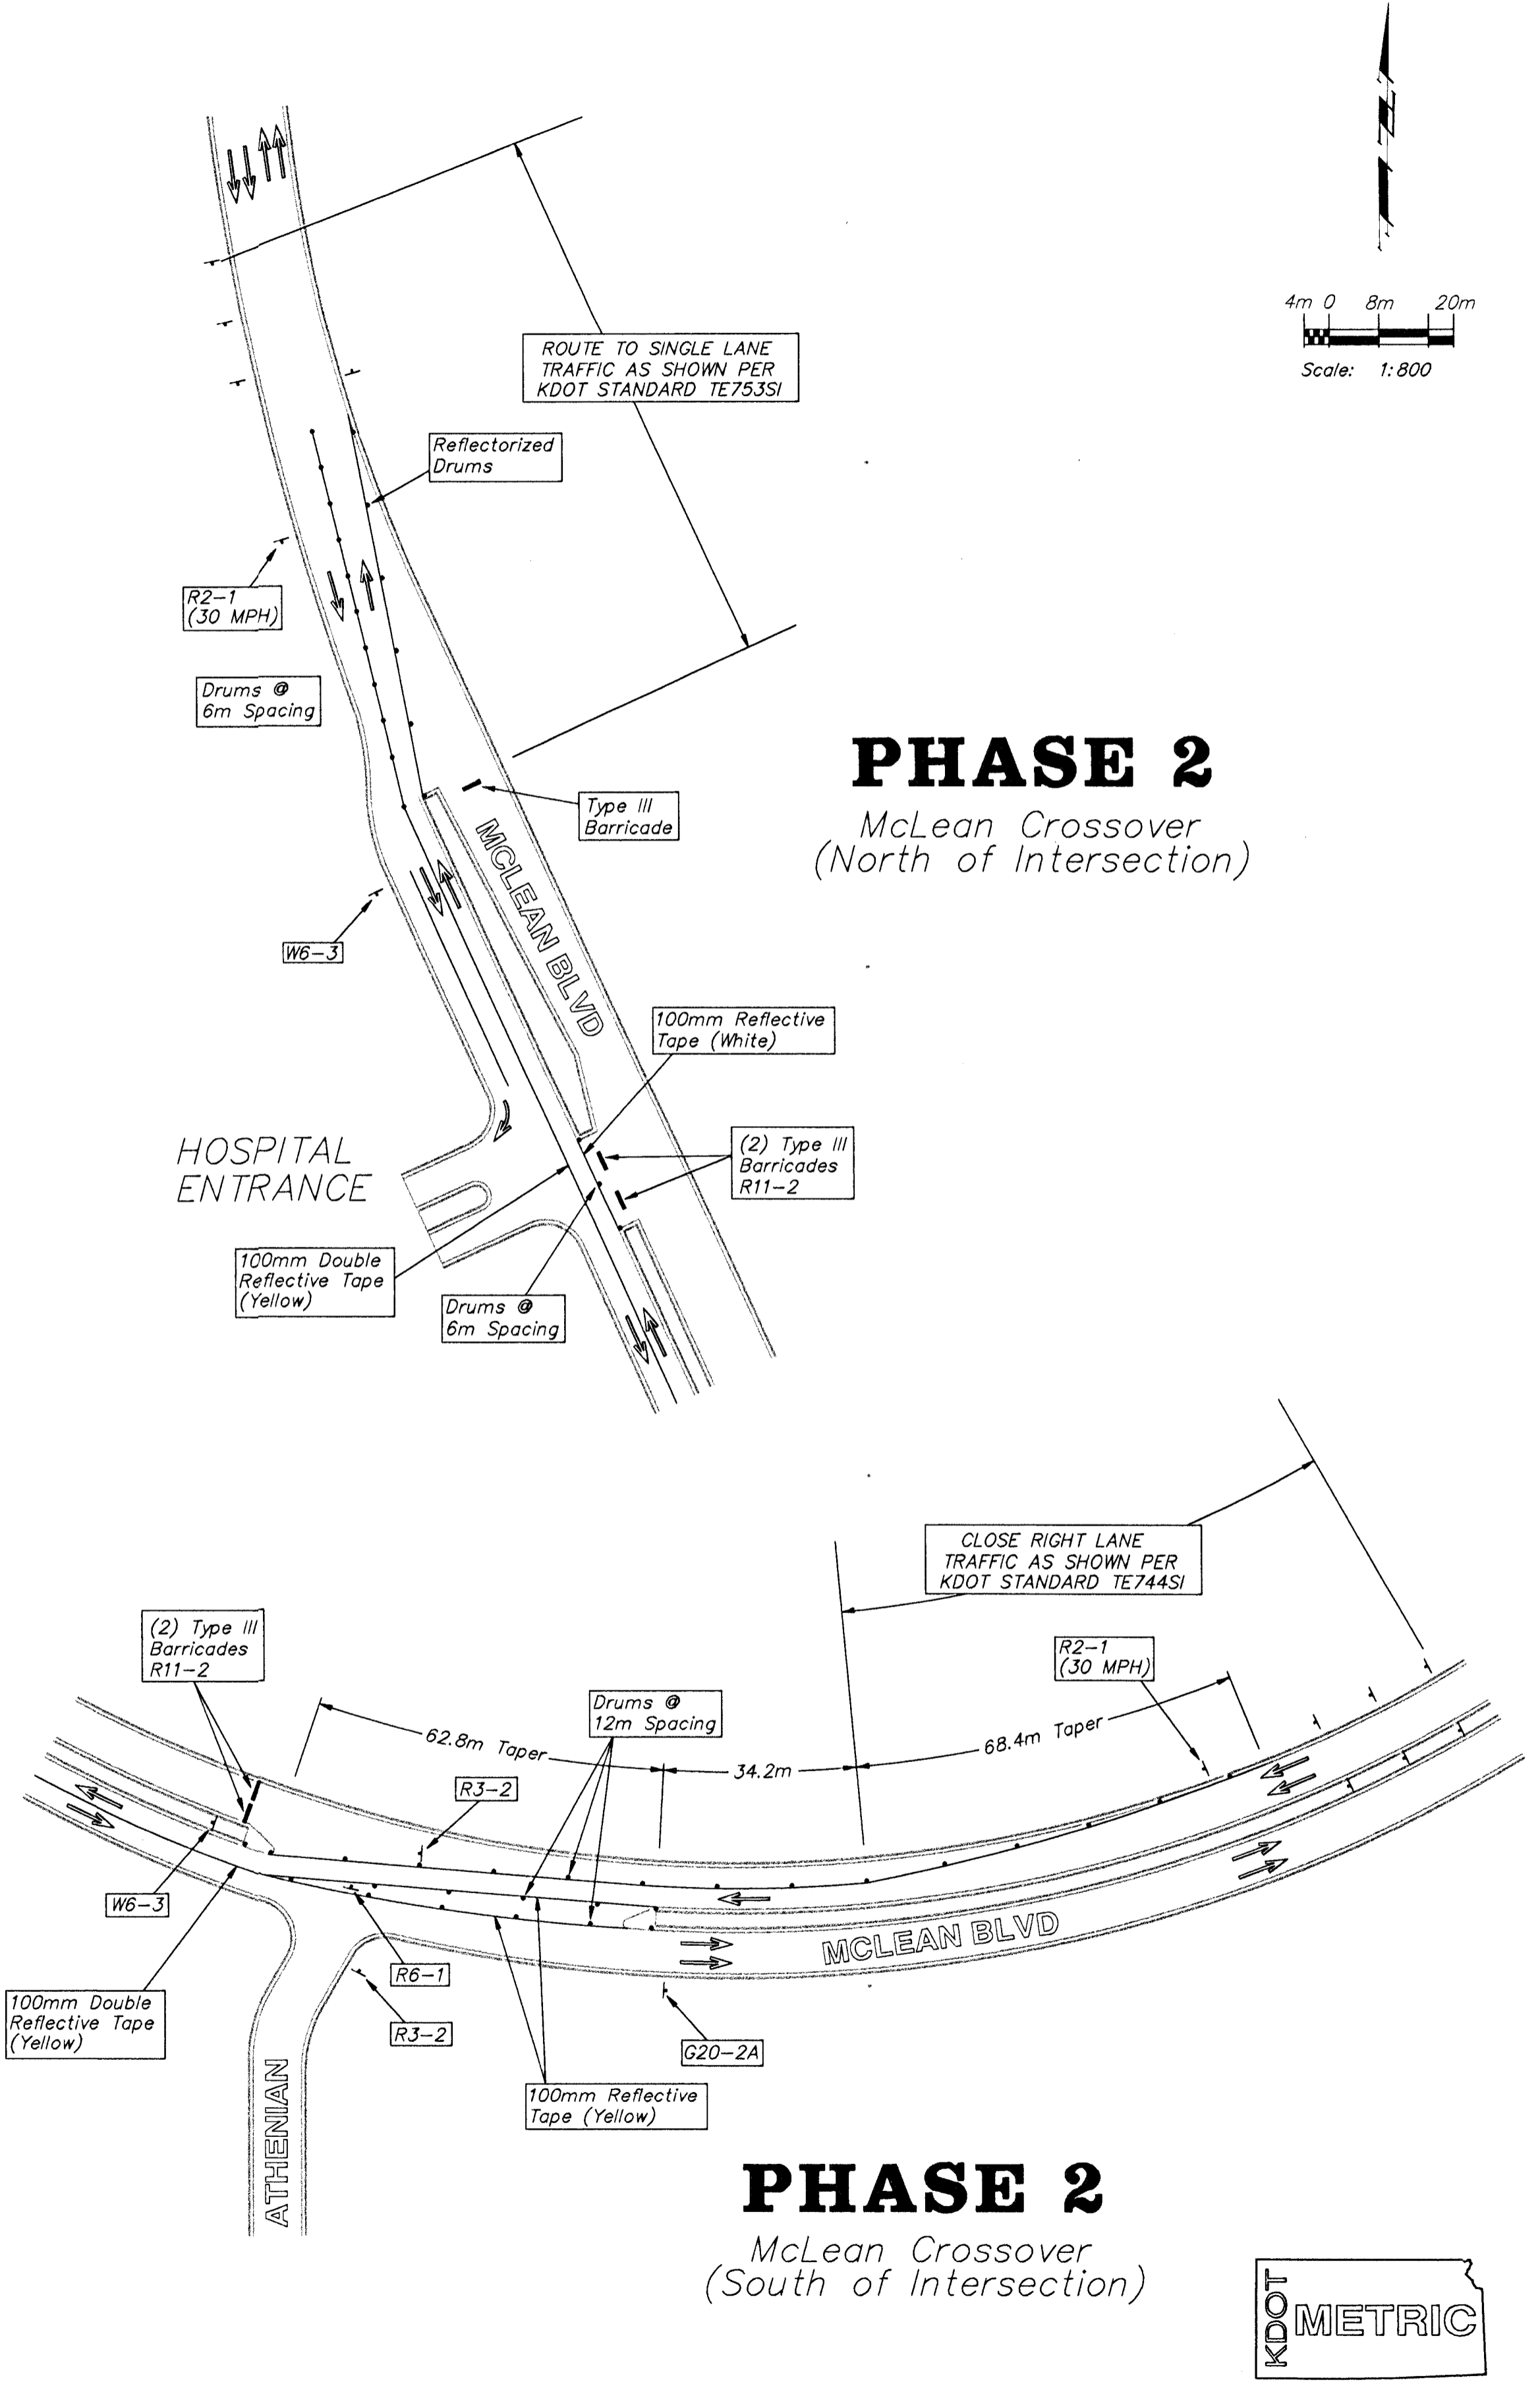 4m 0 8m 20m
Scale: 1:800
ROUTE TO SINGLE LANE
TRAFFIC AS SHOWN PER
KDOT STANDARD TE753SI
Reflectorized
Drums
R2-1
(30 MPH)
Drums @
6m Spacing
PHASE 2
McLean Crossover
(North of Intersection)
Type III
Barricade
MCLEAN BLVD
W6-3
100mm Reflective
Tape (White)
HOSPITAL
ENTRANCE
(2) Type III
Barricades
R11-2
100mm Double
Reflective Tape
(Yellow)
Drums @
6m Spacing
CLOSE RIGHT LANE
TRAFFIC AS SHOWN PER
KDOT STANDARD TE744SI
(2) Type III
Barricades
R11-2
R2-1
(30 MPH)
Drums @
12m Spacing
62.8m Taper
34.2m
68.4m Taper
R3-2
W6-3
MCLEAN BLVD
R6-1
100mm Double
Reflective Tape
(Yellow)
R3-2
G20-2A
100mm Reflective
Tape (Yellow)
ATHENIAN
PHASE 2
McLean Crossover
(South of Intersection)
KDOT
METRIC